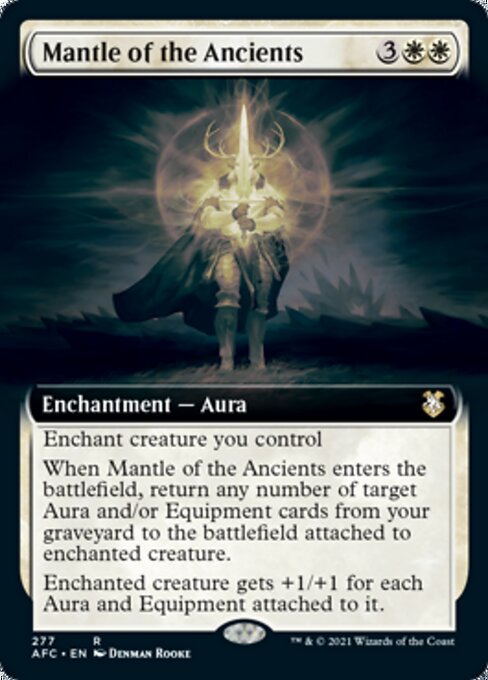 Mantle of the Ancients 3
Enchantment — Aura
Enchant creature you control
When Mantle of the Ancients enters the
battlefield, return any number of target
Aura and/or Equipment cards from your
graveyard to the battlefield attached to
enchanted creature.
Enchanted creature gets +1/+1 for each
Aura and Equipment attached to it.
277 R
AFC • EN Denman Rooke
™ & © 2021 Wizards of the Coast